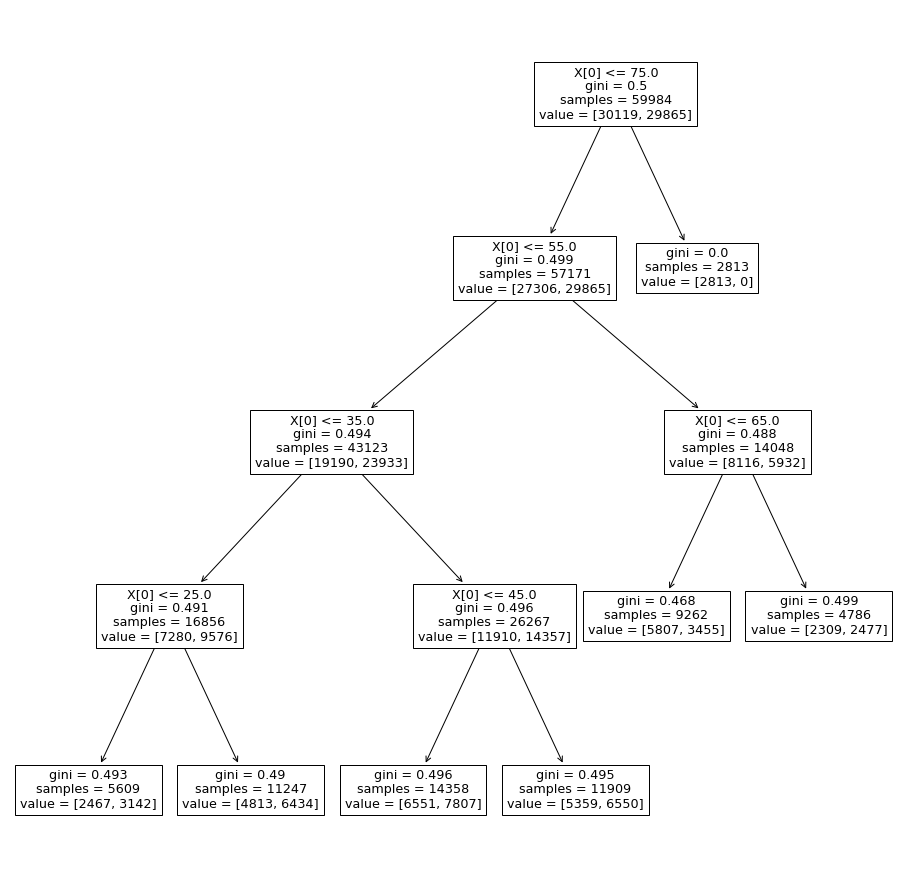 X[0] <= 75.0
gini = 0.5
samples = 59984
value = [30119, 29865]
X[0] <= 55.0
gini = 0.499
samples = 57171
value = [27306, 29865]
gini = 0.0
samples = 2813
value = [2813, 0]
X[0] <= 35.0
gini = 0.494
samples = 43123
value = [19190, 23933]
X[0] <= 65.0
gini = 0.488
samples = 14048
value = [8116, 5932]
X[0] <= 25.0
gini = 0.491
samples = 16856
value = [7280, 9576]
X[0] <= 45.0
gini = 0.496
samples = 26267
value = [11910, 14357]
gini = 0.468
samples = 9262
value = [5807, 3455]
gini = 0.499
samples = 4786
value = [2309, 2477]
gini = 0.493
samples = 5609
value = [2467, 3142]
gini = 0.49
samples = 11247
value = [4813, 6434]
gini = 0.496
samples = 14358
value = [6551, 7807]
gini = 0.495
samples = 11909
value = [5359, 6550]